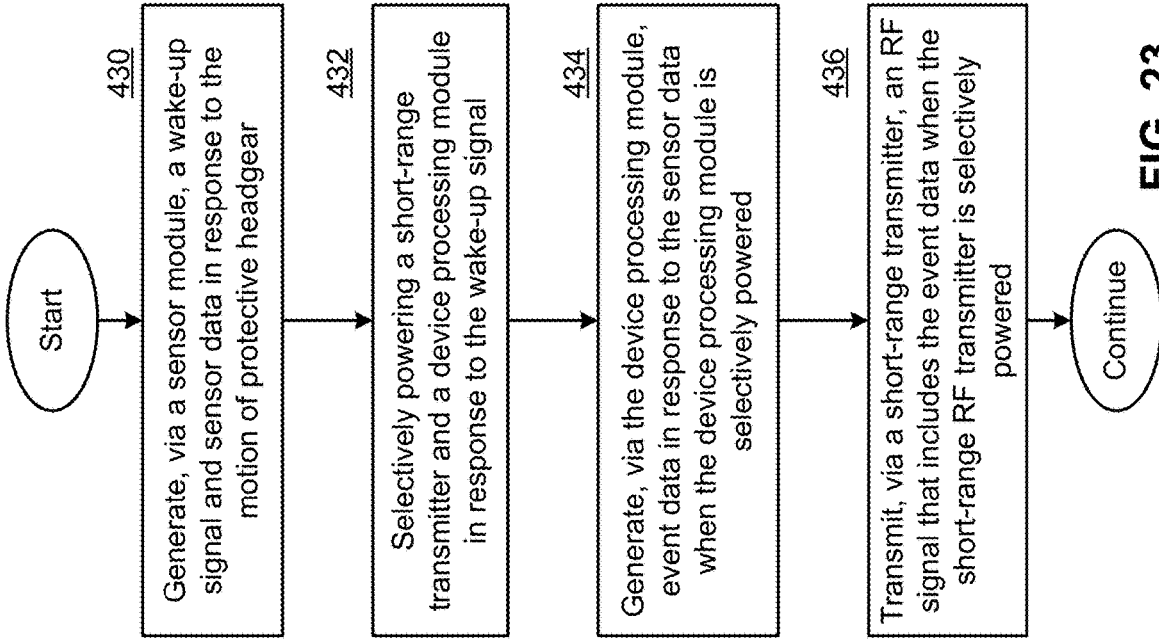 Start
430
Generate, via a sensor module, a wake-up
signal and sensor data in response to the
motion of protective headgear
432
Selectively powering a short-range
transmitter and a device processing module
in response to the wake-up signal
434
Generate, via the device processing module,
event data in response to the sensor data
when the device processing module is
selectively powered
436
Transmit, via a short-range transmitter, an RF
signal that includes the event data when the
short-range RF transmitter is selectively
powered
Continue
FIG. 23